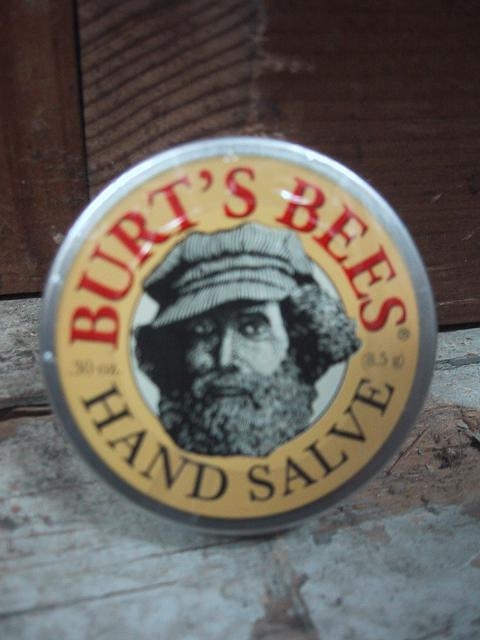 BURT'S BEES®
.30 oz.
(8.5 g)
HAND SALVE